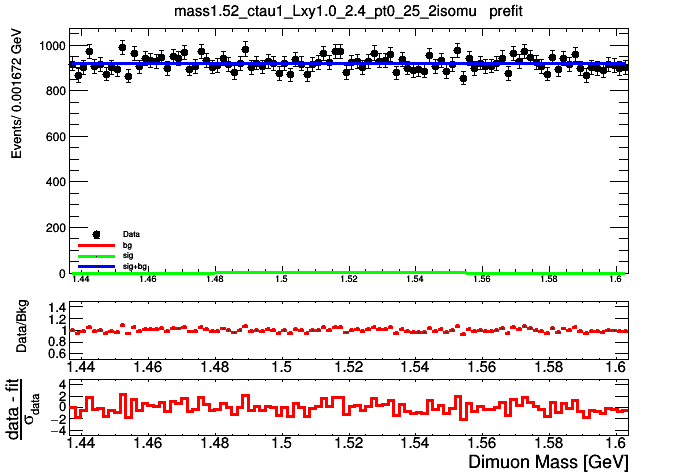 mass1.52_ctau1_Lxy1.0_2.4_pt0_25_2isomu prefit
Events/ 0.001672 GeV
1000
800
600
400
200
0
Data
bg
sig
sig+bg
1.44 1.46 1.48 1.5 1.52 1.54 1.56 1.58 1.6
Data/Bkg
1.4
1.2
1
0.8
0.6
1.44 1.46 1.48 1.5 1.52 1.54 1.56 1.58 1.6
data - fit
σdata
4
2
0
−2
−4
1.44 1.46 1.48 1.5 1.52 1.54 1.56 1.58 1.6
Dimuon Mass [GeV]